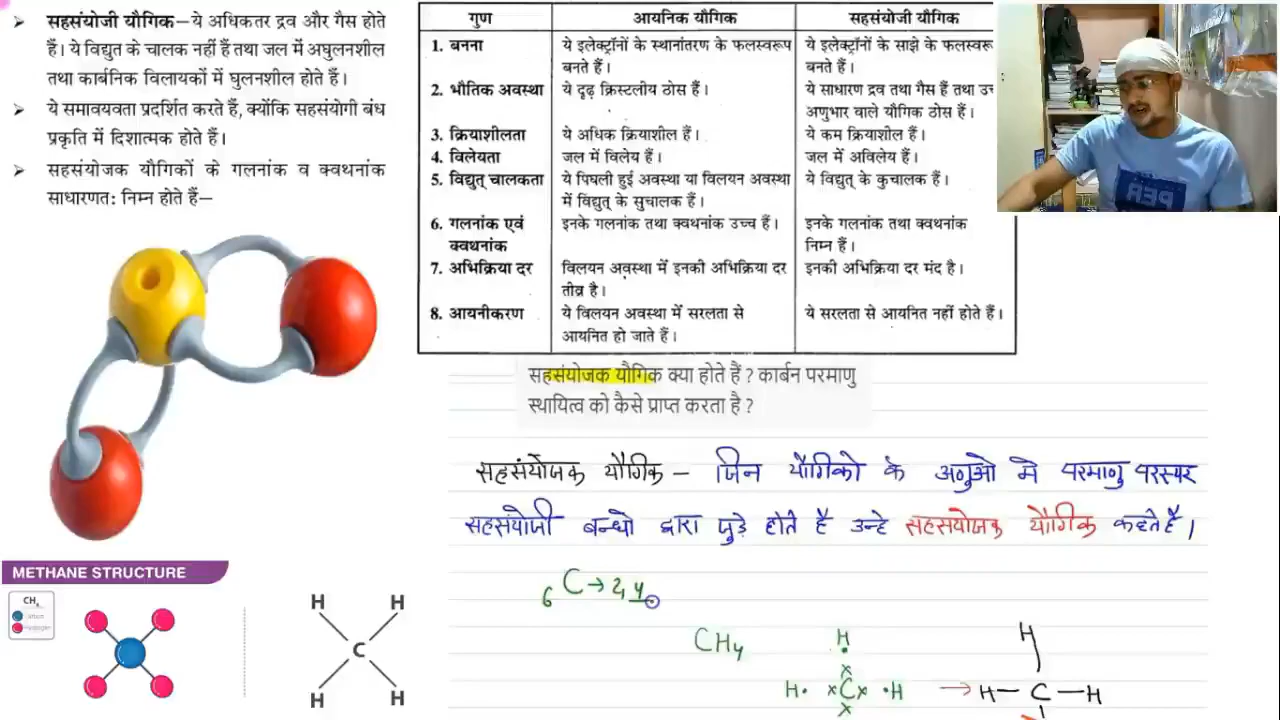 ➢ सहसंयोजी यौगिक–ये अधिकतर द्रव और गैस होते
हैं। ये विद्युत के चालक नहीं हैं तथा जल में अघुलनशील
तथा कार्बनिक विलायकों में घुलनशील होते हैं।
➢ ये समावयवता प्रदर्शित करते हैं, क्योंकि सहसंयोगी बंध
प्रकृति में दिशात्मक होते हैं।
➢ सहसंयोजक यौगिकों के गलनांक व क्वथनांक
साधारणत: निम्न होते हैं–
METHANE STRUCTURE
CH₄
H H
C
H H
गुण आयनिक यौगिक सहसंयोजी यौगिक
1. बनना ये इलेक्ट्रॉनों के स्थानांतरण के फलस्वरूप ये इलेक्ट्रॉनों के साझे के फलस्वरू
बनते हैं। बनते हैं।
2. भौतिक अवस्था ये दृढ़ क्रिस्टलीय ठोस हैं। ये साधारण द्रव तथा गैस हैं तथा उच
अणुभार वाले यौगिक ठोस हैं।
3. क्रियाशीलता ये अधिक क्रियाशील हैं। ये कम क्रियाशील हैं।
4. विलेयता जल में विलेय हैं। जल में अविलेय हैं।
5. विद्युत् चालकता ये पिघली हुई अवस्था या विलयन अवस्था ये विद्युत के कुचालक हैं।
में विद्युत् के सुचालक हैं।
6. गलनांक एवं इनके गलनांक तथा क्वथनांक उच्च हैं। इनके गलनांक तथा क्वथनांक
क्वथनांक निम्न हैं।
7. अभिक्रिया दर विलयन अवस्था में इनकी अभिक्रिया दर इनकी अभिक्रिया दर मंद है।
तीव्र है।
8. आयनीकरण ये विलयन अवस्था में सरलता से ये सरलता से आयनित नहीं होते हैं।
आयनित हो जाते हैं।
सहसंयोजक यौगिक क्या होते हैं ? कार्बन परमाणु
स्थायित्व को कैसे प्राप्त करता है ?
सहसंयोजक यौगिक – जिन यौगिको के अणुओ मे परमाणु परस्पर
सहसंयोजी बन्धो द्वारा जुड़े होते है उन्हे सहसयोजक यौगिक कहते है।
₆C → 2,4
CH₄ H H
H· xCx ·H → H – C – H